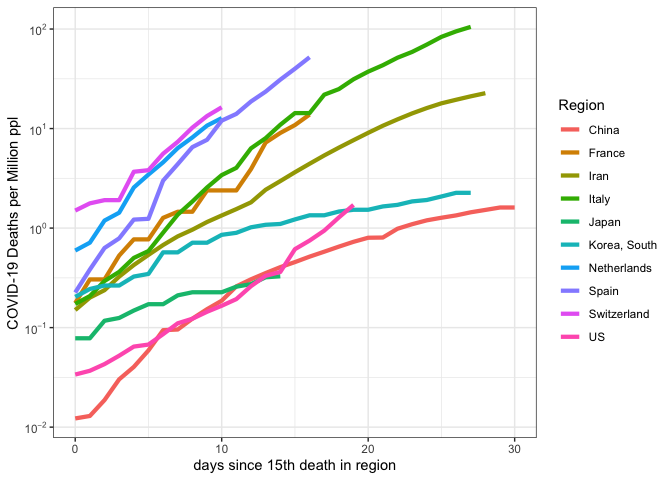 COVID-19 Deaths per Million ppl
10²
10¹
10⁰
10⁻¹
10⁻²
0
10
20
30
days since 15th death in region
Region
China
France
Iran
Italy
Japan
Korea, South
Netherlands
Spain
Switzerland
US